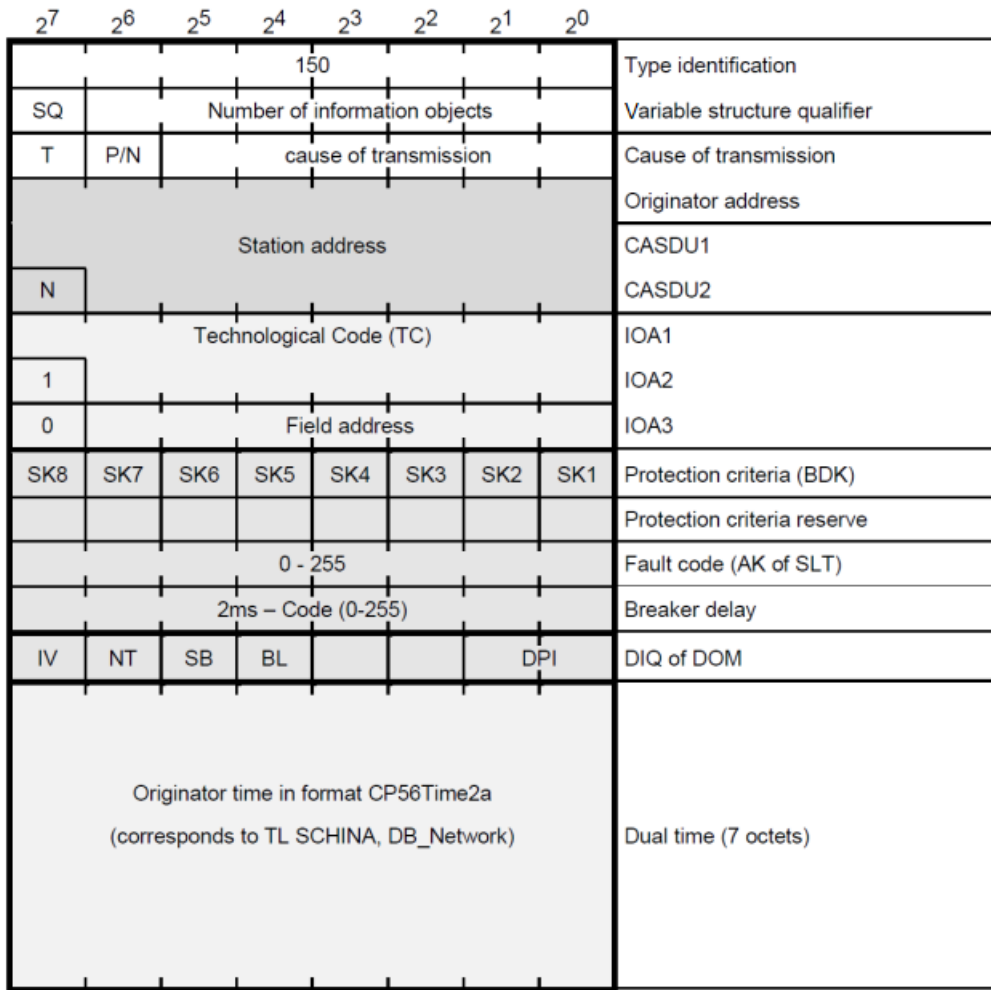 2^7 2^6 2^5 2^4 2^3 2^2 2^1 2^0
150 Type identification
SQ Number of information objects Variable structure qualifier
T P/N cause of transmission Cause of transmission
Originator address
Station address CASDU1
N CASDU2
Technological Code (TC) IOA1
1 IOA2
0 Field address IOA3
SK8 SK7 SK6 SK5 SK4 SK3 SK2 SK1 Protection criteria (BDK)
Protection criteria reserve
0 - 255 Fault code (AK of SLT)
2ms – Code (0-255) Breaker delay
IV NT SB BL DPI DIQ of DOM
Originator time in format CP56Time2a
(corresponds to TL SCHINA, DB_Network) Dual time (7 octets)